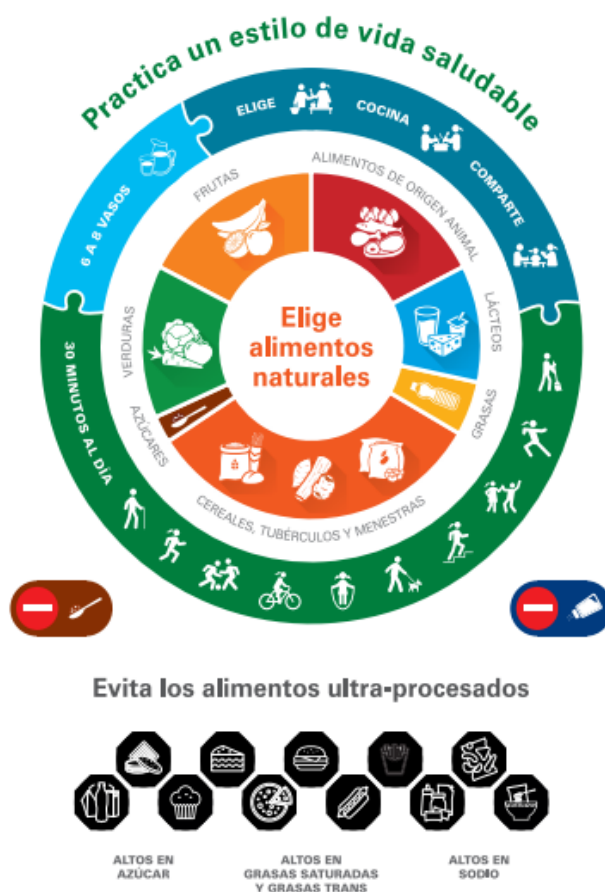 Practica un estilo de vida saludable
6 A 8 VASOS
ELIGE
COCINA
COMPARTE
30 MINUTOS AL DÍA
FRUTAS
ALIMENTOS DE ORIGEN ANIMAL
LÁCTEOS
GRASAS
CEREALES, TUBÉRCULOS Y MENESTRAS
AZÚCARES
VERDURAS
Elige
alimentos
naturales
Evita los alimentos ultra-procesados
ALTOS EN
AZÚCAR
ALTOS EN
GRASAS SATURADAS
Y GRASAS TRANS
ALTOS EN
SODIO